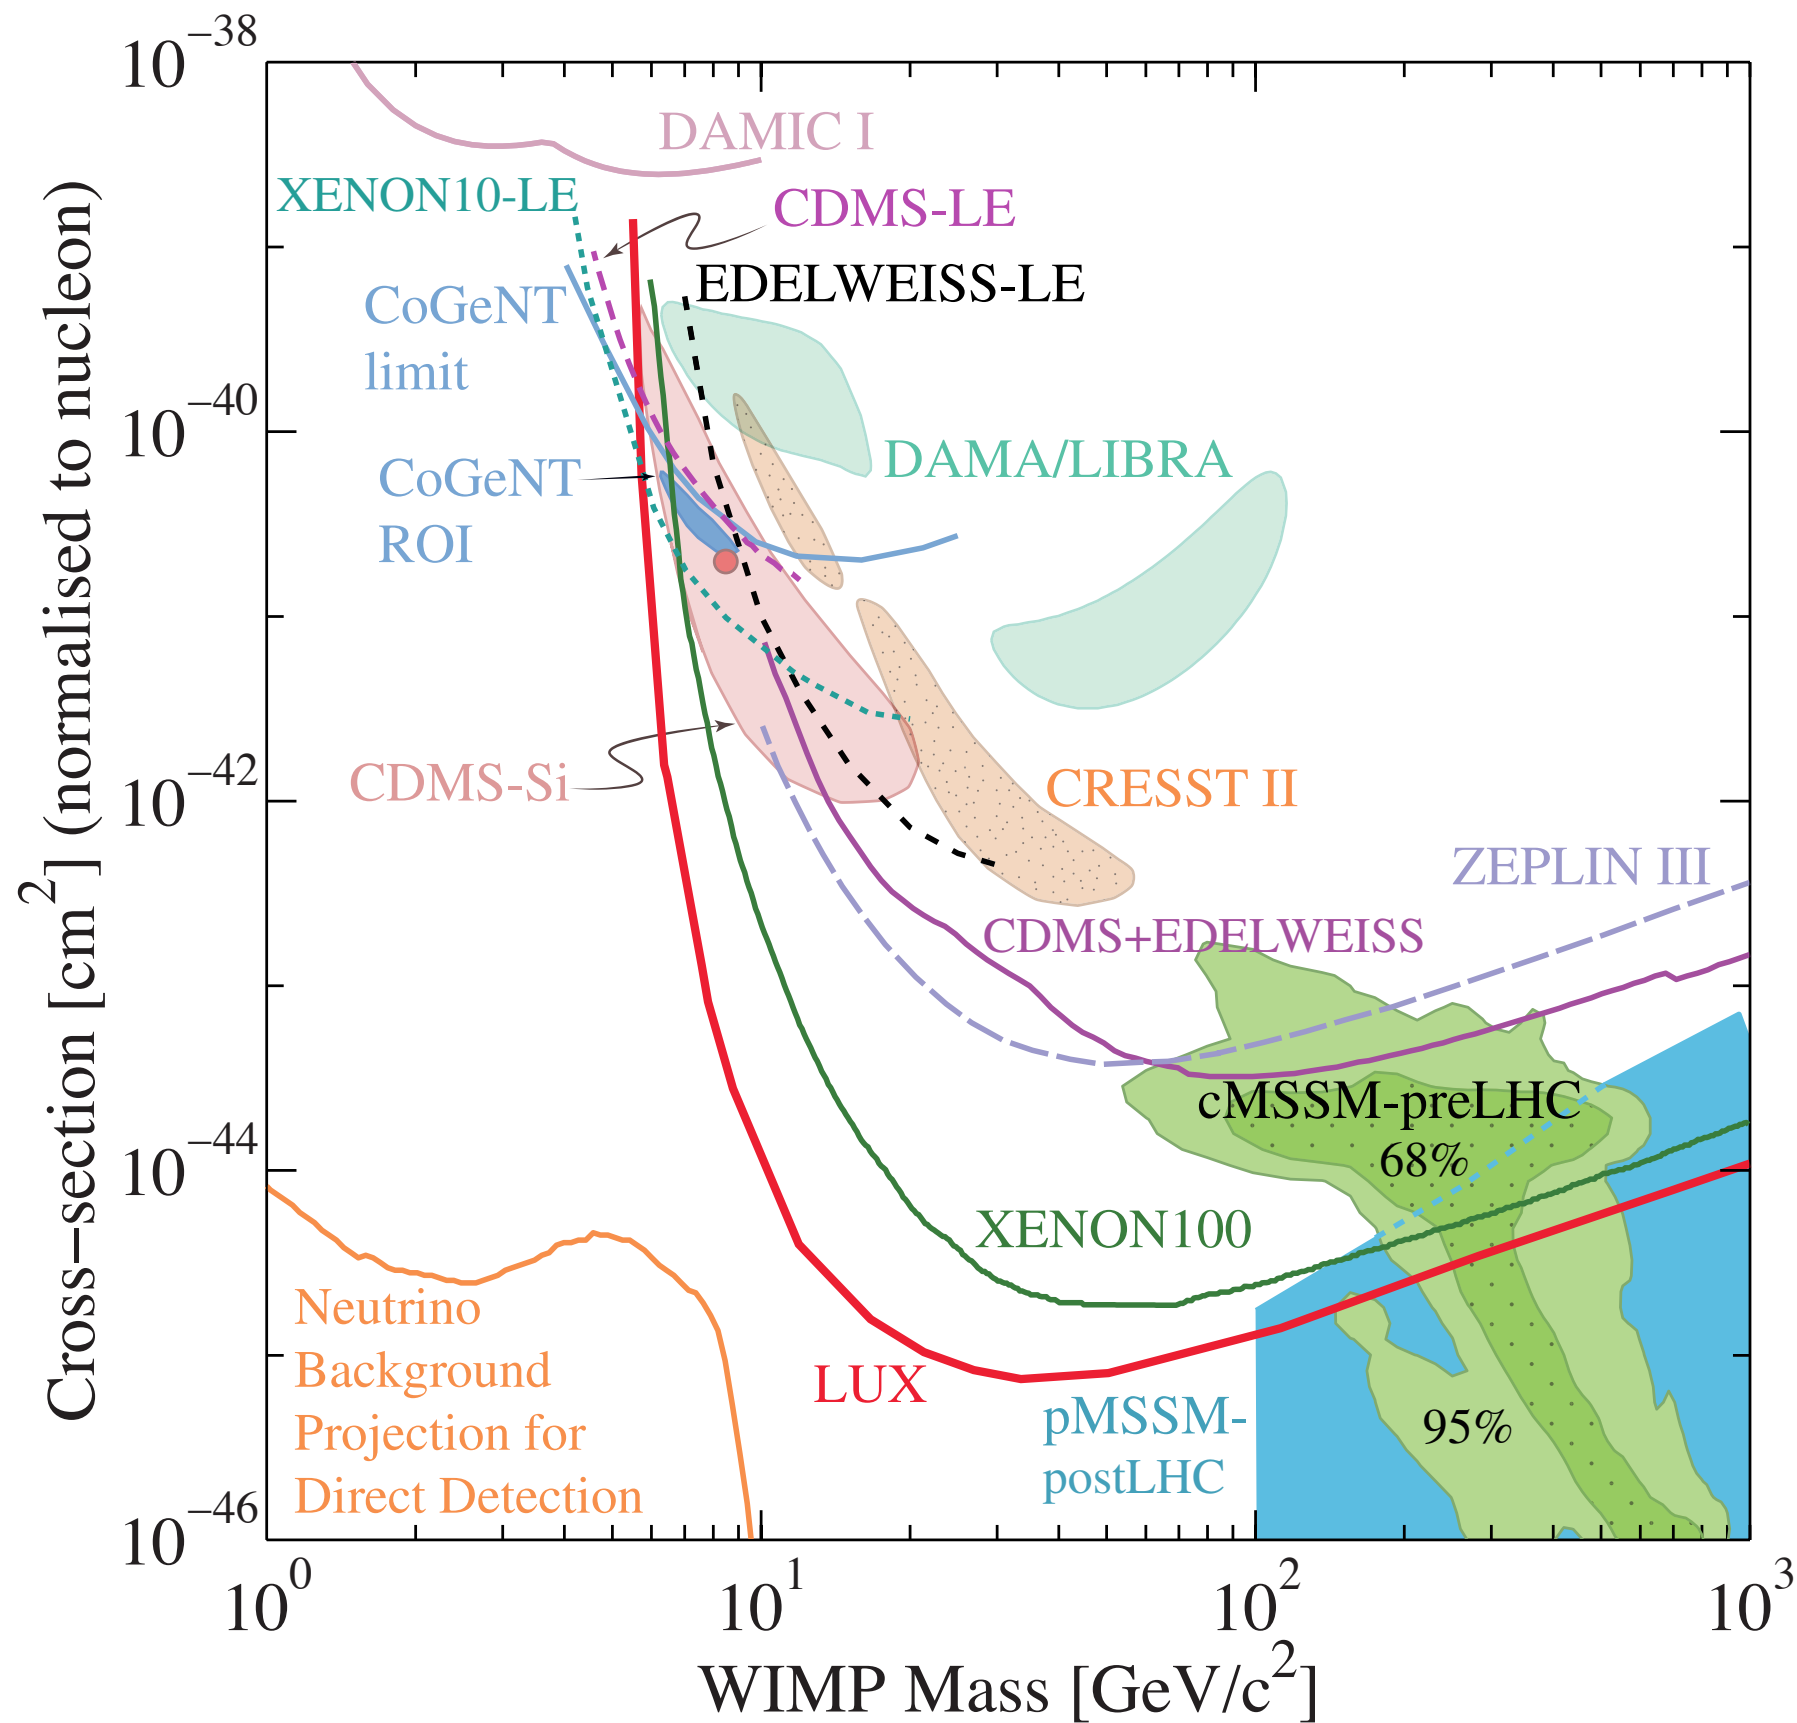 10^−38
DAMIC I
XENON10-LE
CDMS-LE
EDELWEISS-LE
CoGeNT
limit
10^−40
DAMA/LIBRA
CoGeNT
ROI
CDMS-Si
10^−42
CRESST II
ZEPLIN III
CDMS+EDELWEISS
cMSSM-preLHC
68%
10^−44
XENON100
Neutrino
Background
Projection for
Direct Detection
LUX
pMSSM-
postLHC
95%
10^−46
10^0
10^1
10^2
10^3
WIMP Mass [GeV/c^2]
Cross−section [cm^2] (normalised to nucleon)